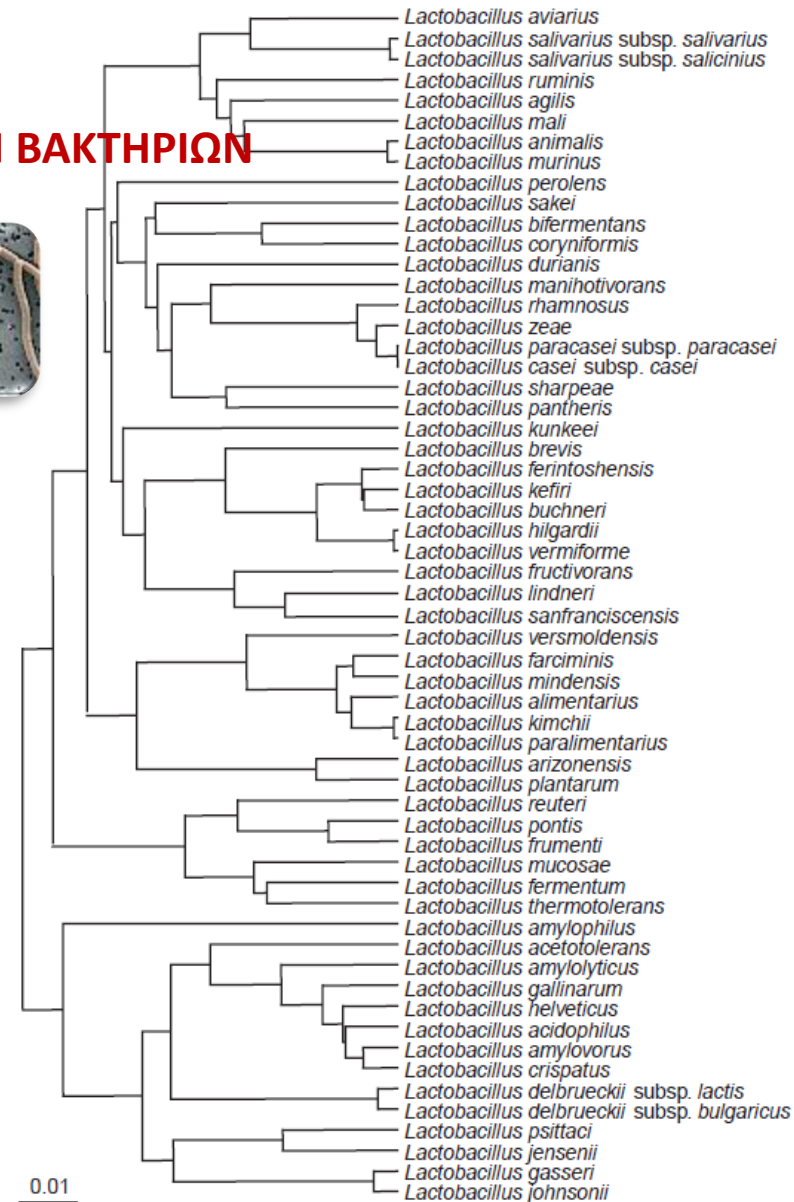 Lactobacillus aviarius
Lactobacillus salivarius subsp. salivarius
Lactobacillus salivarius subsp. salicinius
Lactobacillus ruminis
Lactobacillus agilis
Lactobacillus mali
ΒΑΚΤΗΡΙΩΝ
Lactobacillus animalis
Lactobacillus murinus
Lactobacillus perolens
Lactobacillus sakei
Lactobacillus bifermentans
Lactobacillus coryniformis
Lactobacillus durianis
Lactobacillus manihotivorans
Lactobacillus rhamnosus
Lactobacillus zeae
Lactobacillus paracasei subsp. paracasei
Lactobacillus casei subsp. casei
Lactobacillus sharpeae
Lactobacillus pantheris
Lactobacillus kunkeei
Lactobacillus brevis
Lactobacillus ferintoshensis
Lactobacillus kefiri
Lactobacillus buchneri
Lactobacillus hilgardii
Lactobacillus vermiforme
Lactobacillus fructivorans
Lactobacillus lindneri
Lactobacillus sanfranciscensis
Lactobacillus versmoldensis
Lactobacillus farciminis
Lactobacillus mindensis
Lactobacillus alimentarius
Lactobacillus kimchii
Lactobacillus paralimentarius
Lactobacillus arizonensis
Lactobacillus plantarum
Lactobacillus reuteri
Lactobacillus pontis
Lactobacillus frumenti
Lactobacillus mucosae
Lactobacillus fermentum
Lactobacillus thermotolerans
Lactobacillus amylophilus
Lactobacillus acetotolerans
Lactobacillus amylolyticus
Lactobacillus gallinarum
Lactobacillus helveticus
Lactobacillus acidophilus
Lactobacillus amylovorus
Lactobacillus crispatus
Lactobacillus delbrueckii subsp. lactis
Lactobacillus delbrueckii subsp. bulgaricus
Lactobacillus psittaci
Lactobacillus jensenii
Lactobacillus gasseri
Lactobacillus johnsonii
0.01